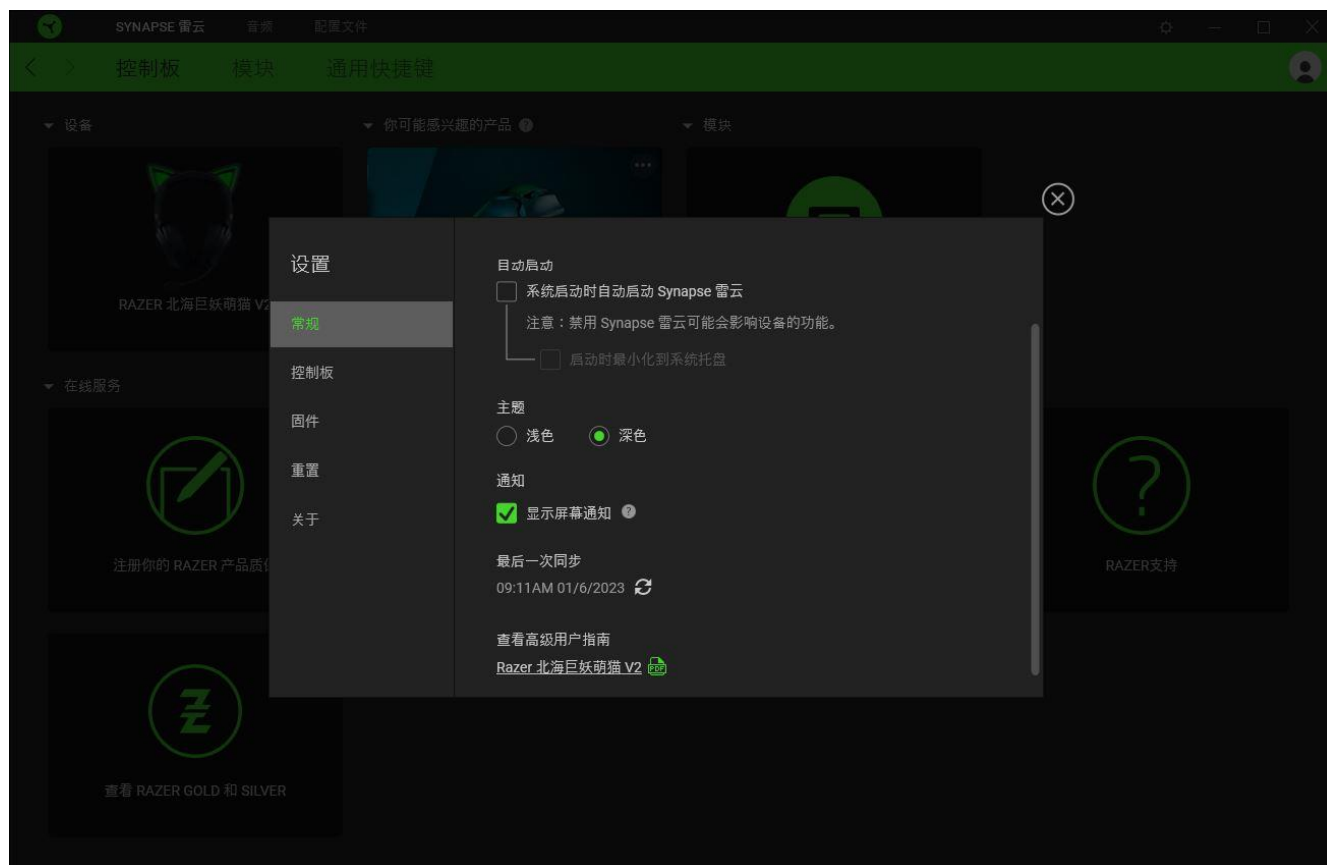 SYNAPSE 雷云 音频 配置文件
控制板 模块 通用快捷键
设备
你可能感兴趣的产品 ?
模块
RAZER 北海巨妖萌猫 V2
在线服务
注册你的 RAZER 产品质
RAZER支持
查看 RAZER GOLD 和 SILVER
设置
常规
控制板
固件
重置
关于
自动启动
系统启动时自动启动 Synapse 雷云
注意：禁用 Synapse 雷云可能会影响设备的功能。
启动时最小化到系统托盘
主题
浅色 深色
通知
显示屏幕通知 ?
最后一次同步
09:11AM 01/6/2023
查看高级用户指南
Razer 北海巨妖萌猫 V2 PDF